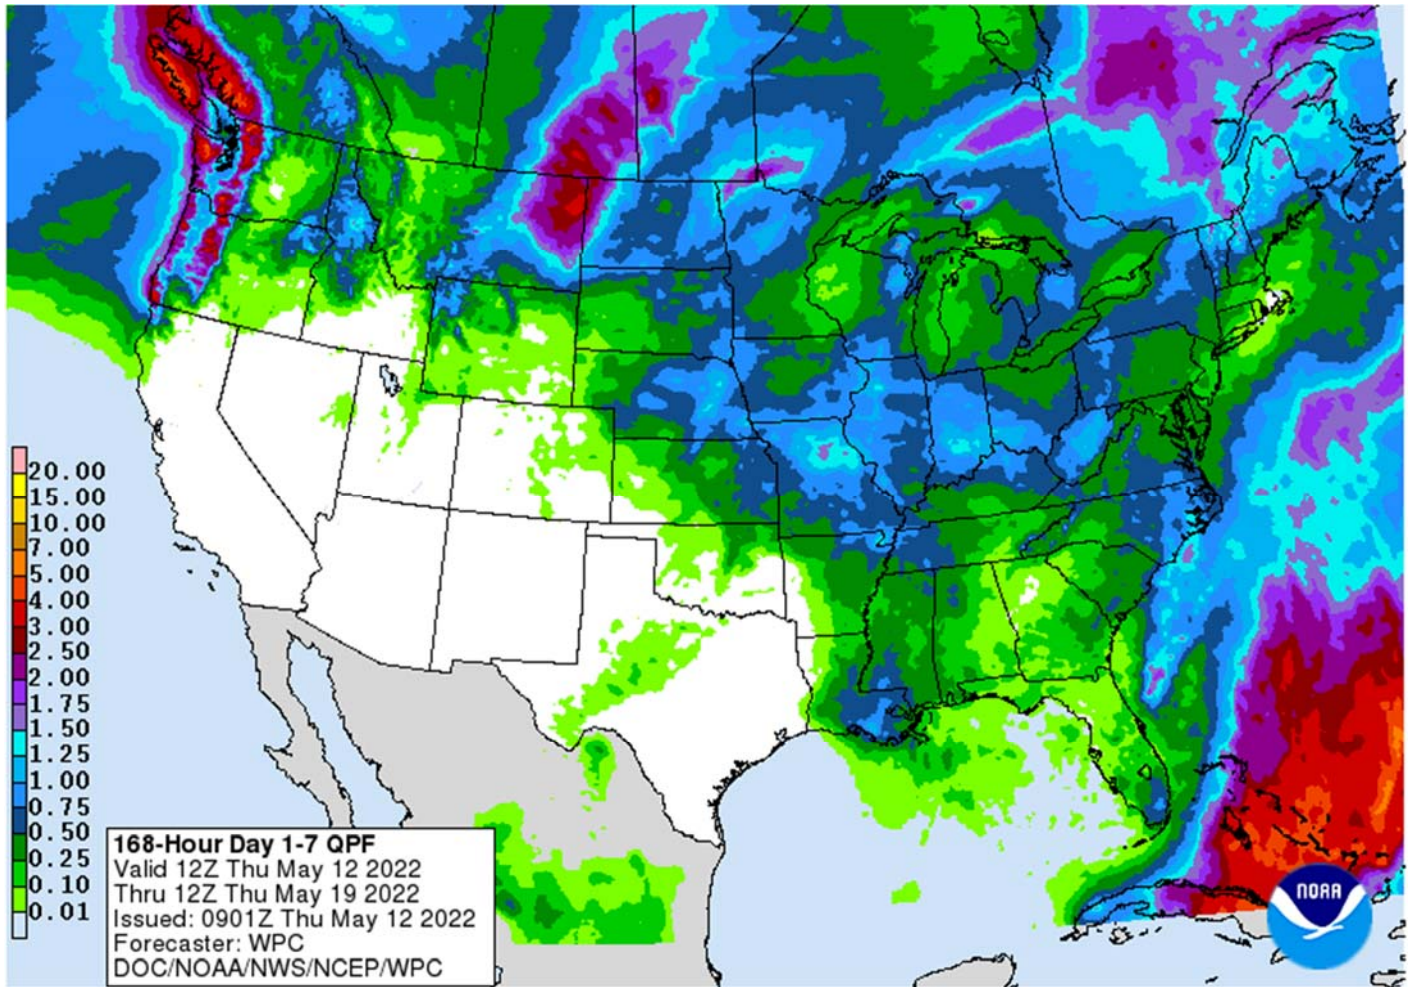 20.00
15.00
10.00
7.00
5.00
4.00
3.00
2.50
2.00
1.75
1.50
1.25
1.00
0.75
0.50
0.25
0.10
0.01
168-Hour Day 1-7 QPF
Valid 12Z Thu May 12 2022
Thru 12Z Thu May 19 2022
Issued: 0901Z Thu May 12 2022
Forecaster: WPC
DOC/NOAA/NWS/NCEP/WPC
NOAA